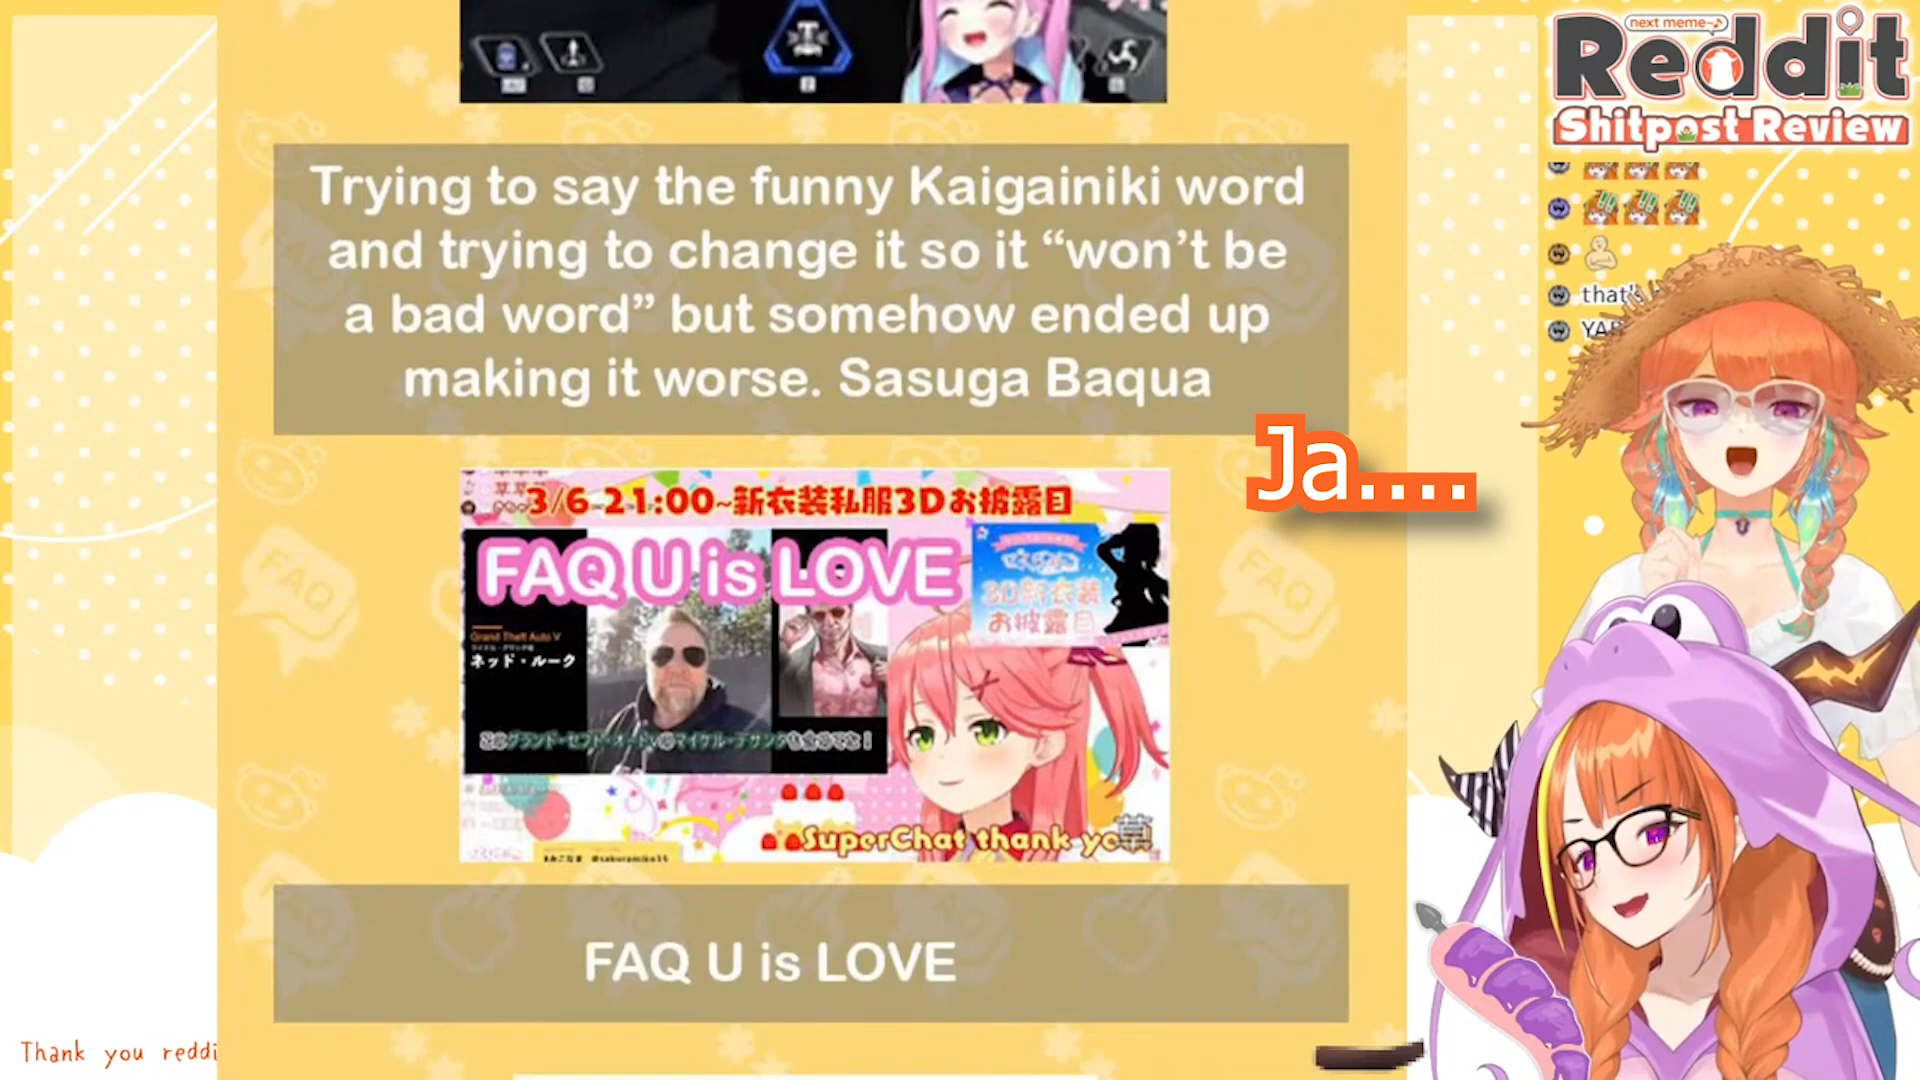 next meme~♪
Reddit
Shitpost Review
Trying to say the funny Kaigainiki word
and trying to change it so it “won’t be
a bad word” but somehow ended up
making it worse. Sasuga Baqua
that's
YAB
Ja....
3/6 21:00~新衣装私服3Dお披露目
FAQ U is LOVE
3D新衣装
お披露目
Grand Theft Auto V
ネッド・ルーク
SuperChat thank you!
@sakuramiko35
FAQ U is LOVE
FAQ
FAQ
Thank you reddi